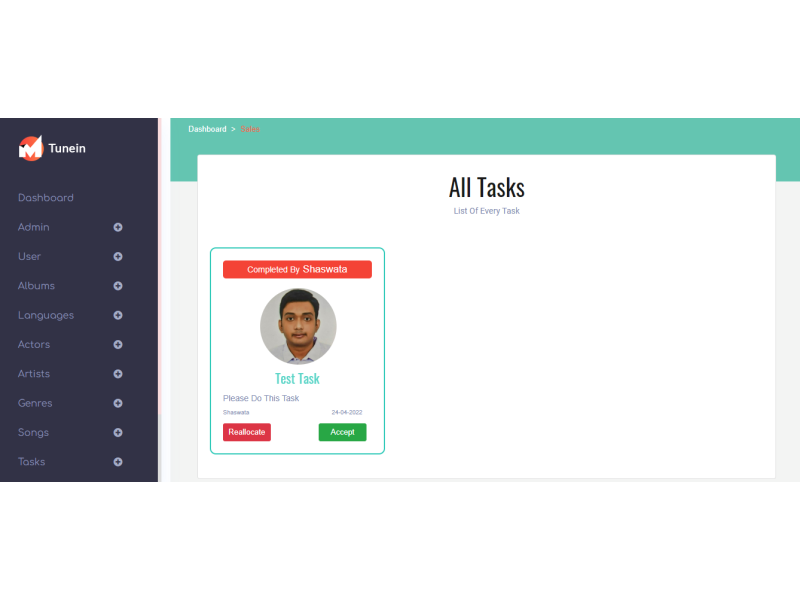 Tunein
Dashboard
Admin
User
Albums
Languages
Actors
Artists
Genres
Songs
Tasks
Dashboard > Sales
All Tasks
List Of Every Task
Completed By Shaswata
Test Task
Please Do This Task
Shaswata 24-04-2022
Reallocate Accept